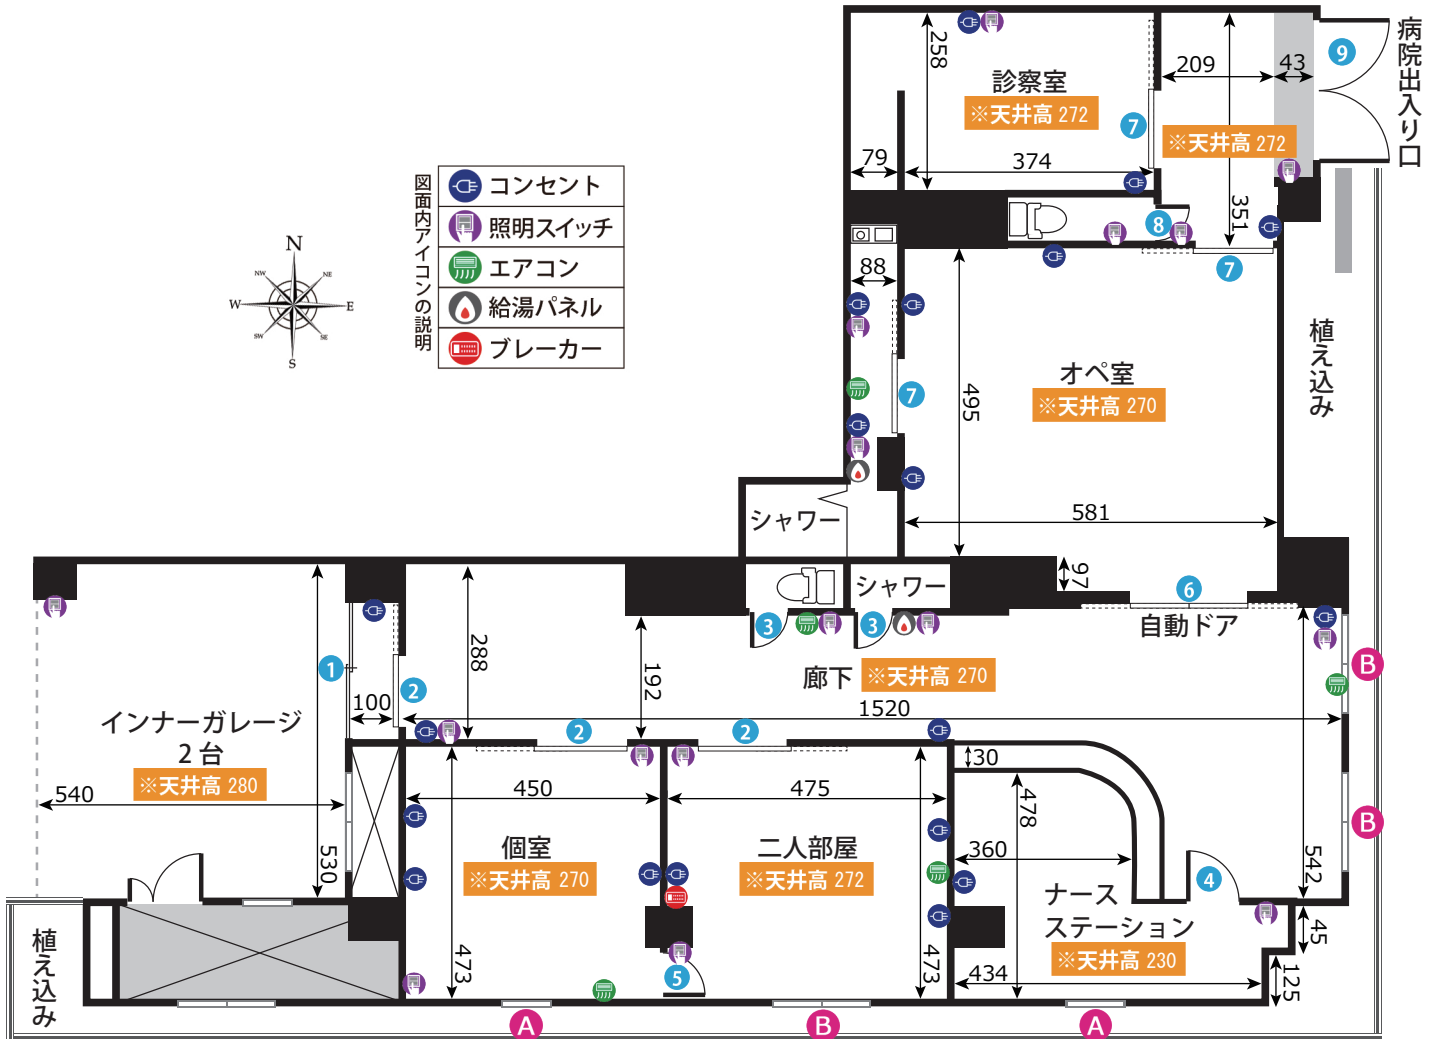 258
診察室
※天井高 272
79
374
7
209
43
9
※天井高 272
351
病院出入り口
8
7
図面内アイコンの説明
コンセント
照明スイッチ
エアコン
給湯パネル
ブレーカー
N
NW
NE
W
E
SW
SE
S
88
7
495
オペ室
※天井高 270
581
植え込み
シャワー
シャワー
97
6
自動ドア
3
3
288
192
1
2
100
廊下
※天井高 270
1520
B
インナーガレージ
2 台
※天井高 280
540
530
2
2
450
475
30
478
360
B
個室
※天井高 270
二人部屋
※天井高 272
4
542
ナース
ステーション
※天井高 230
45
473
5
473
434
125
植え込み
A
B
A